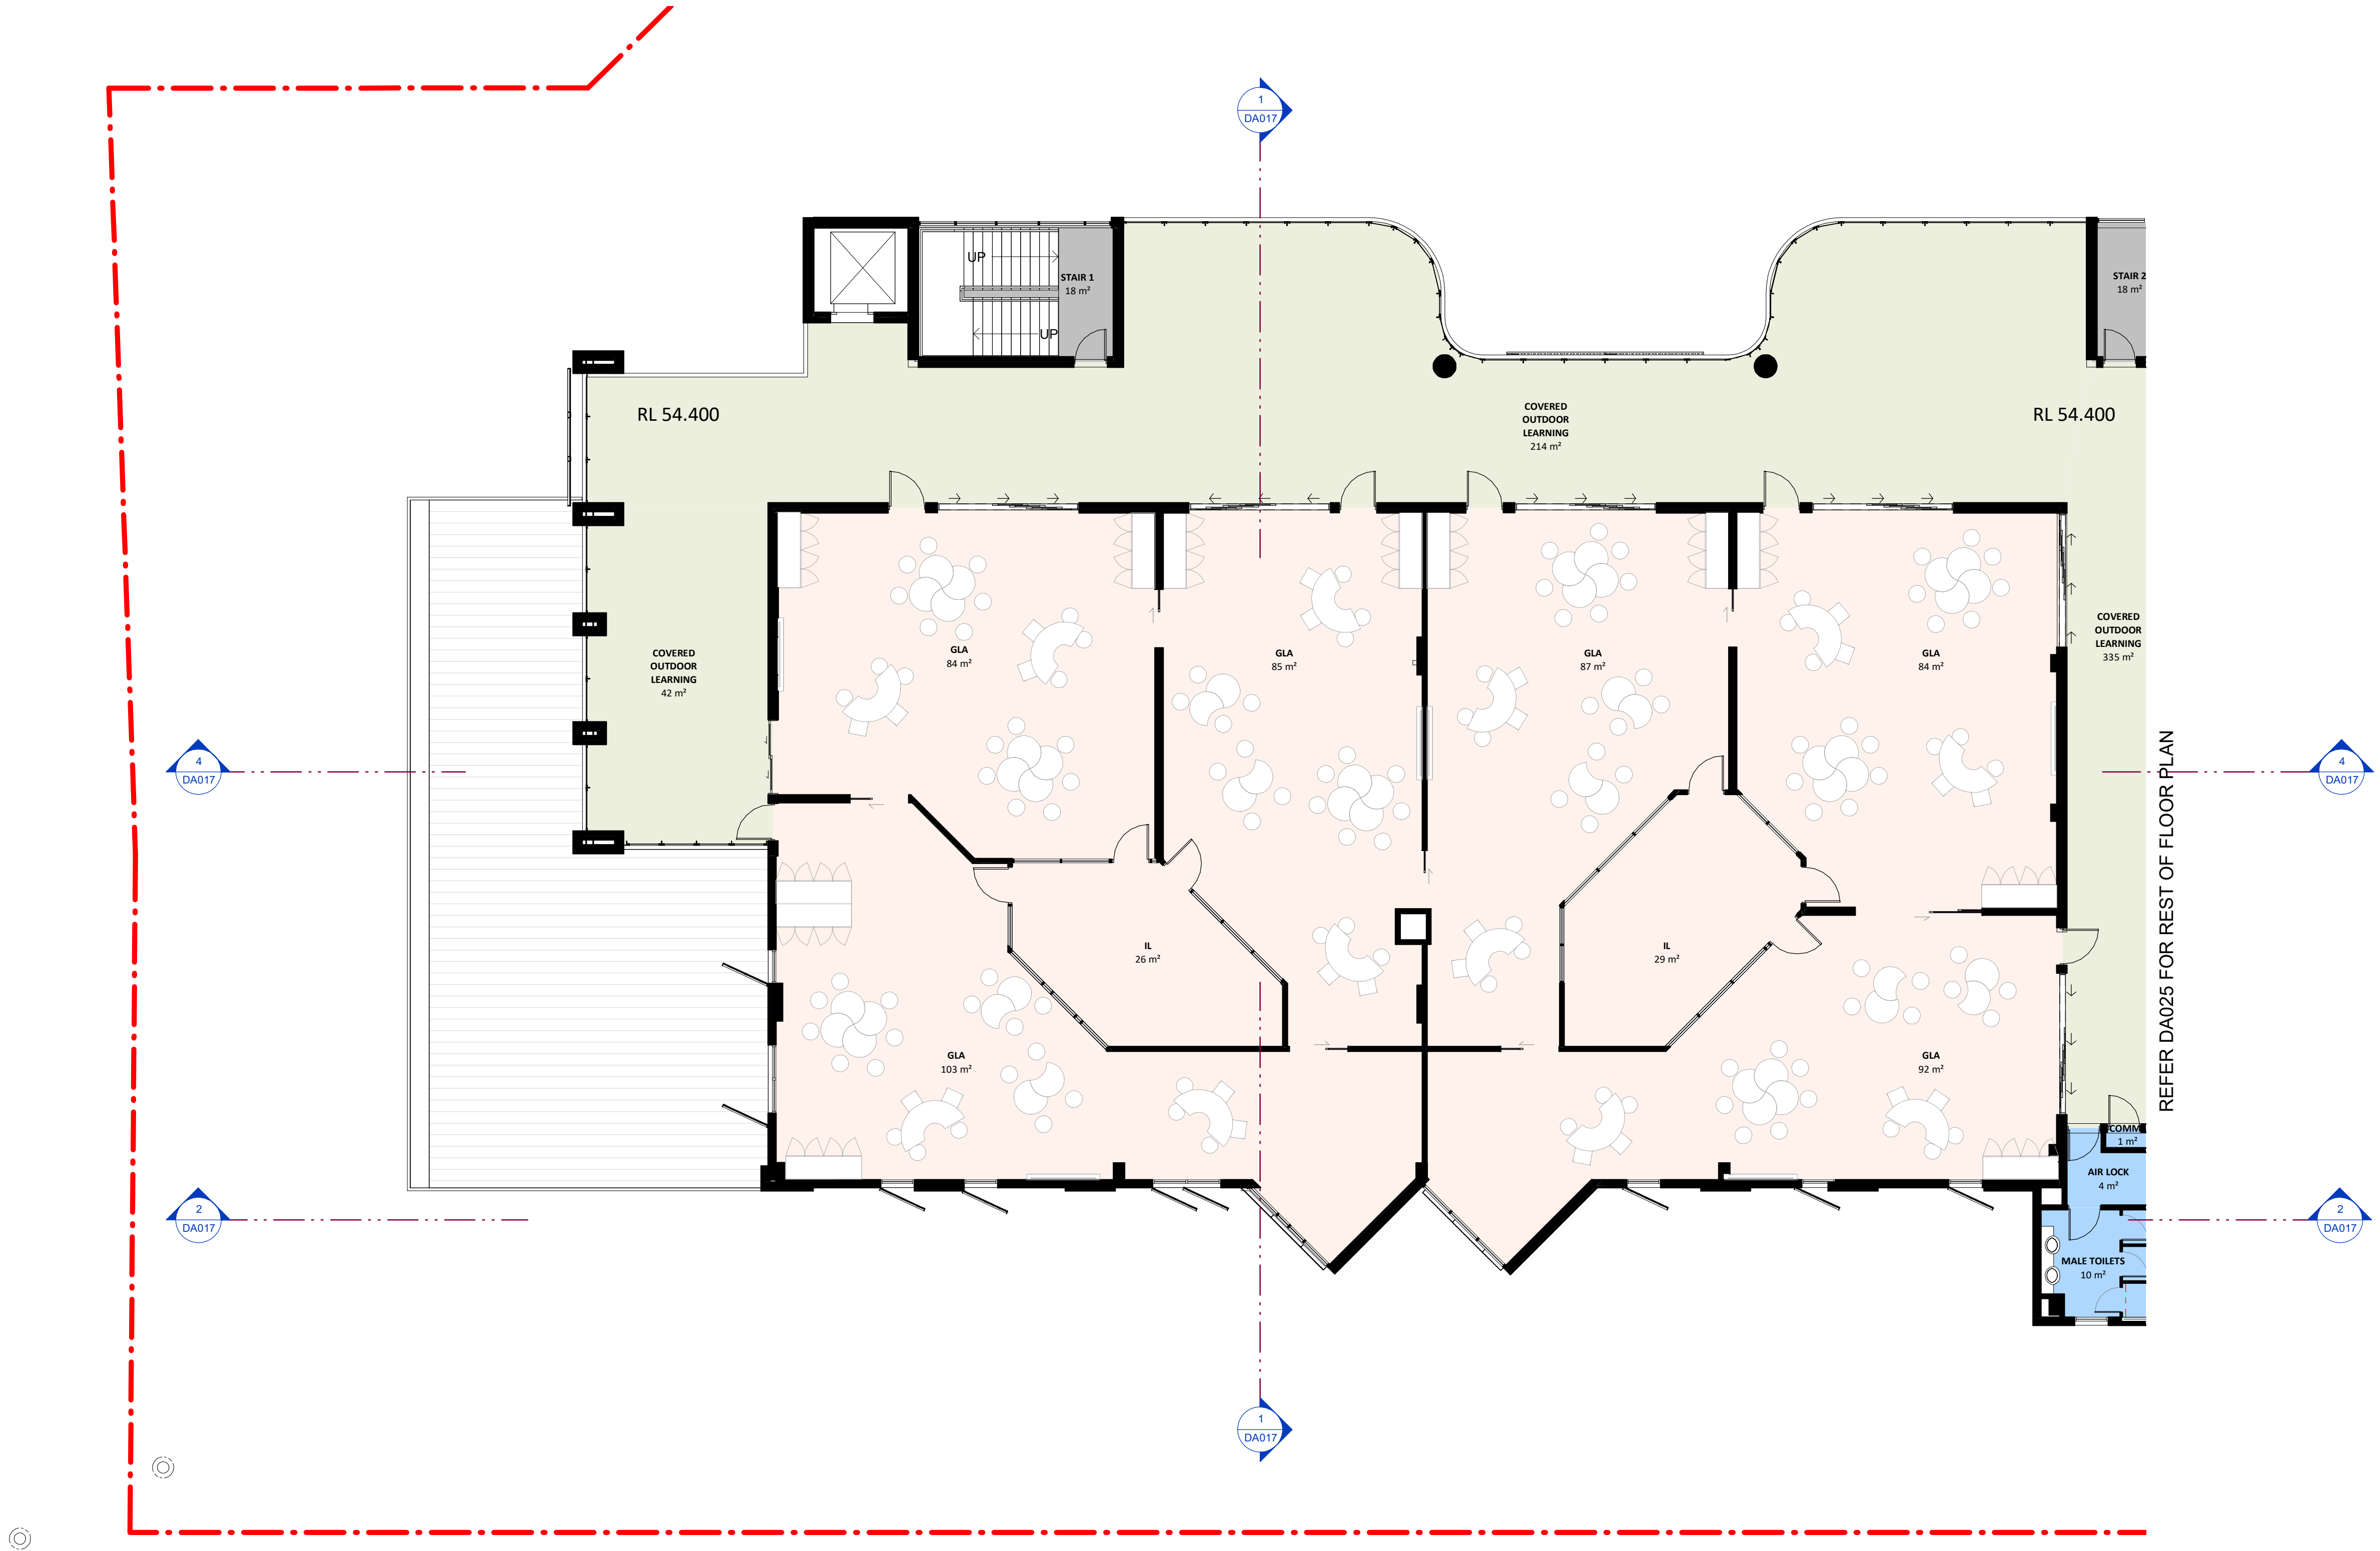 1
DA017
UP
STAIR 1
18 m²
UP
STAIR 2
18 m²
RL 54.400
COVERED
OUTDOOR
LEARNING
214 m²
RL 54.400
COVERED
OUTDOOR
LEARNING
42 m²
GLA
84 m²
GLA
85 m²
GLA
87 m²
GLA
84 m²
COVERED
OUTDOOR
LEARNING
335 m²
4
DA017
4
DA017
REFER DA025 FOR REST OF FLOOR PLAN
IL
26 m²
IL
29 m²
GLA
103 m²
GLA
92 m²
COMM
1 m²
AIR LOCK
4 m²
2
DA017
2
DA017
MALE TOILETS
10 m²
1
DA017